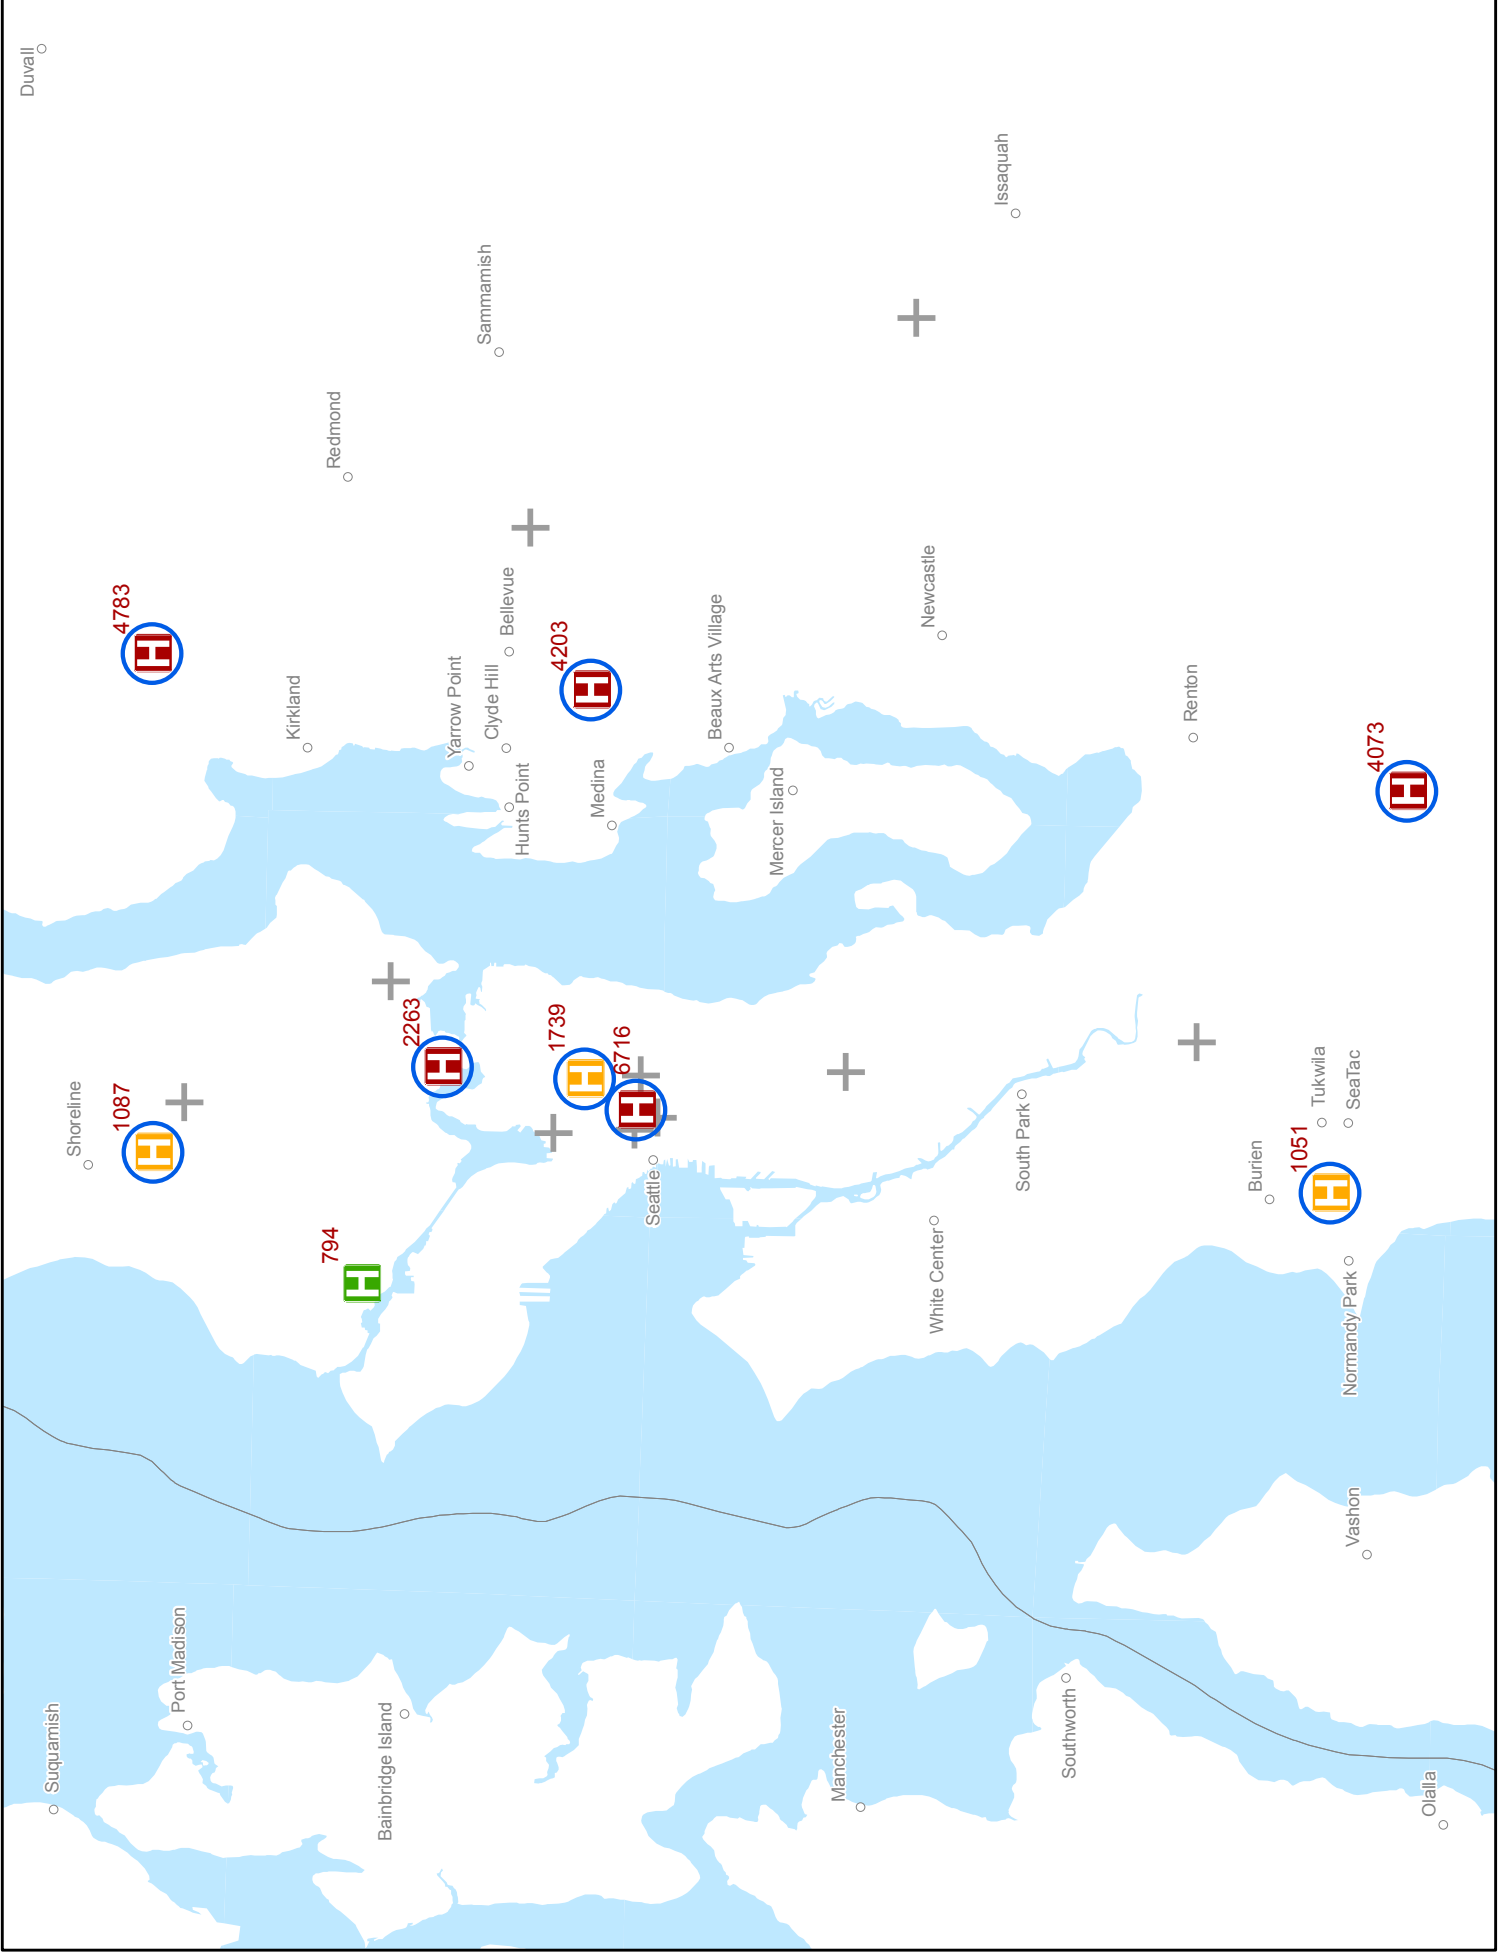 Duvall
Issaquah
Sammamish
Redmond
4783
Bellevue
Newcastle
Beaux Arts Village
4203
Yarrow Point
Clyde Hill
Kirkland
Renton
4073
Hunts Point
Medina
Mercer Island
2263
1739
6716
Shoreline
1087
Tukwila
SeaTac
1051
Seattle
South Park
Burien
794
White Center
Normandy Park
Vashon
Port Madison
Suquamish
Bainbridge Island
Manchester
Southworth
Olalla
H
H
H
H
H
H
H
H
H